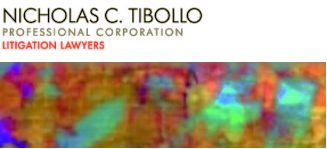 NICHOLAS C. TIBOLLO
PROFESSIONAL CORPORATION
LITIGATION LAWYERS